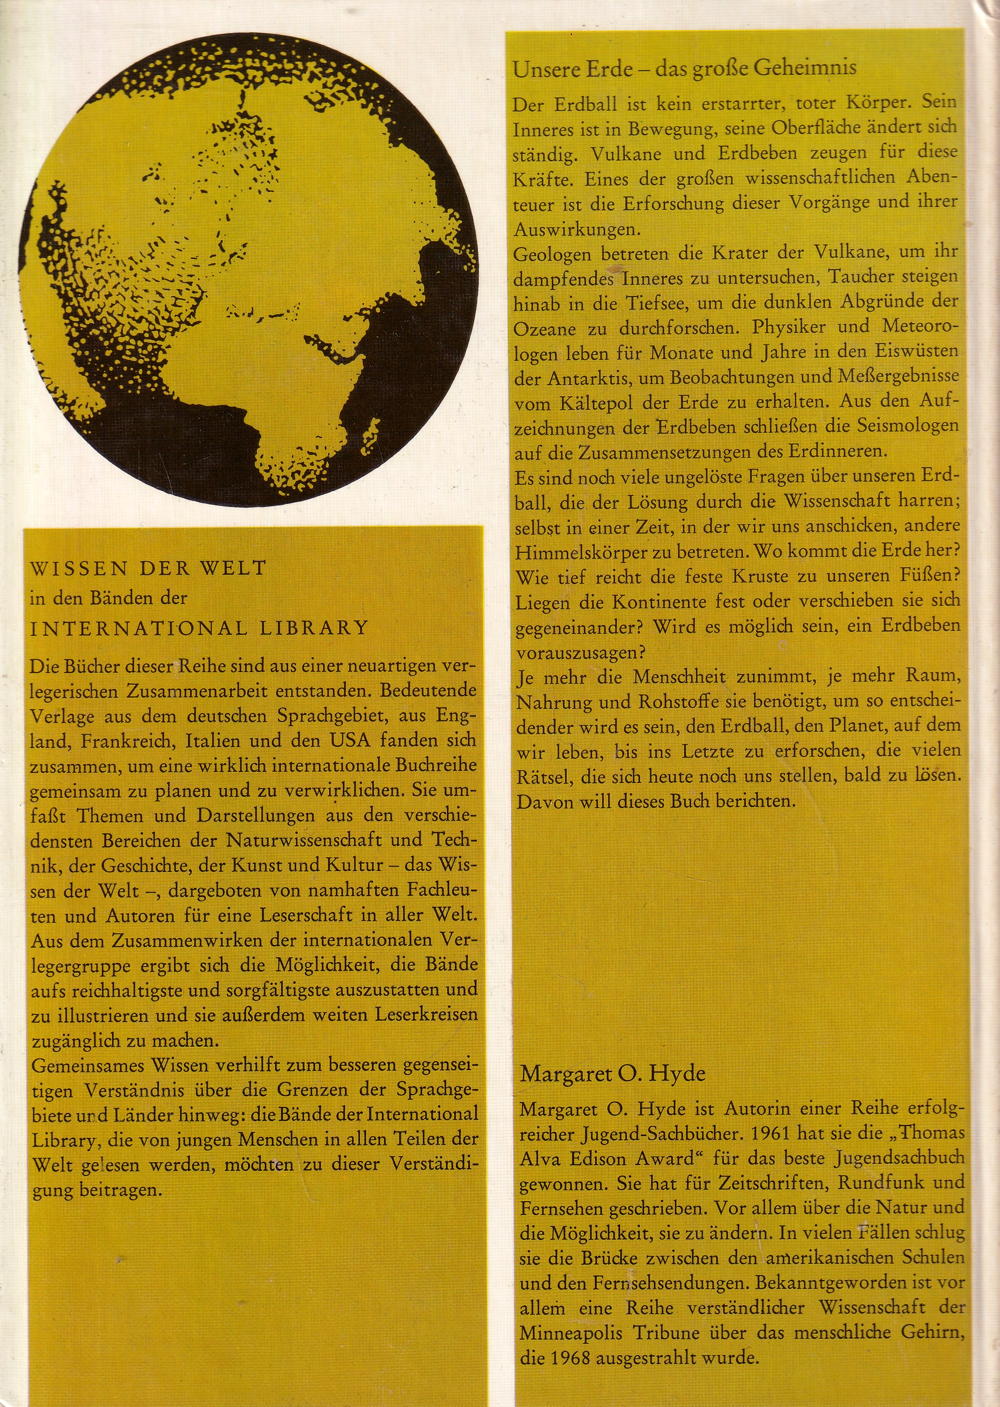 WISSEN DER WELT
in den Bänden der
INTERNATIONAL LIBRARY
Die Bücher dieser Reihe sind aus einer neuartigen ver-
legerischen Zusammenarbeit entstanden. Bedeutende
Verlage aus dem deutschen Sprachgebiet, aus Eng-
land, Frankreich, Italien und den USA fanden sich
zusammen, um eine wirklich internationale Buchreihe
gemeinsam zu planen und zu verwirklichen. Sie um-
faßt Themen und Darstellungen aus den verschie-
densten Bereichen der Naturwissenschaft und Tech-
nik, der Geschichte, der Kunst und Kultur – das Wis-
sen der Welt –, dargeboten von namhaften Fachleu-
ten und Autoren für eine Leserschaft in aller Welt.
Aus dem Zusammenwirken der internationalen Ver-
legergruppe ergibt sich die Möglichkeit, die Bände
aufs reichhaltigste und sorgfältigste auszustatten und
zu illustrieren und sie außerdem weiten Leserkreisen
zugänglich zu machen.
Gemeinsames Wissen verhilft zum besseren gegensei-
tigen Verständnis über die Grenzen der Sprachge-
biete und Länder hinweg: die Bände der International
Library, die von jungen Menschen in allen Teilen der
Welt gelesen werden, möchten zu dieser Verständi-
gung beitragen.
Unsere Erde – das große Geheimnis
Der Erdball ist kein erstarrter, toter Körper. Sein
Inneres ist in Bewegung, seine Oberfläche ändert sich
ständig. Vulkane und Erdbeben zeugen für diese
Kräfte. Eines der großen wissenschaftlichen Aben-
teuer ist die Erforschung dieser Vorgänge und ihrer
Auswirkungen.
Geologen betreten die Krater der Vulkane, um ihr
dampfendes Inneres zu untersuchen, Taucher steigen
hinab in die Tiefsee, um die dunklen Abgründe der
Ozeane zu durchforschen. Physiker und Meteoro-
logen leben für Monate und Jahre in den Eiswüsten
der Antarktis, um Beobachtungen und Meßergebnisse
vom Kältepol der Erde zu erhalten. Aus den Auf-
zeichnungen der Erdbeben schließen die Seismologen
auf die Zusammensetzungen des Erdinneren.
Es sind noch viele ungelöste Fragen über unseren Erd-
ball, die der Lösung durch die Wissenschaft harren;
selbst in einer Zeit, in der wir uns anschicken, andere
Himmelskörper zu betreten. Wo kommt die Erde her?
Wie tief reicht die feste Kruste zu unseren Füßen?
Liegen die Kontinente fest oder verschieben sie sich
gegeneinander? Wird es möglich sein, ein Erdbeben
vorauszusagen?
Je mehr die Menschheit zunimmt, je mehr Raum,
Nahrung und Rohstoffe sie benötigt, um so entschei-
dender wird es sein, den Erdball, den Planet, auf dem
wir leben, bis ins Letzte zu erforschen, die vielen
Rätsel, die sich heute noch uns stellen, bald zu lösen.
Davon will dieses Buch berichten.
Margaret O. Hyde
Margaret O. Hyde ist Autorin einer Reihe erfolg-
reicher Jugend-Sachbücher. 1961 hat sie die „Thomas
Alva Edison Award“ für das beste Jugendsachbuch
gewonnen. Sie hat für Zeitschriften, Rundfunk und
Fernsehen geschrieben. Vor allem über die Natur und
die Möglichkeit, sie zu ändern. In vielen Fällen schlug
sie die Brücke zwischen den amerikanischen Schulen
und den Fernsehsendungen. Bekanntgeworden ist vor
allem eine Reihe verständlicher Wissenschaft der
Minneapolis Tribune über das menschliche Gehirn,
die 1968 ausgestrahlt wurde.